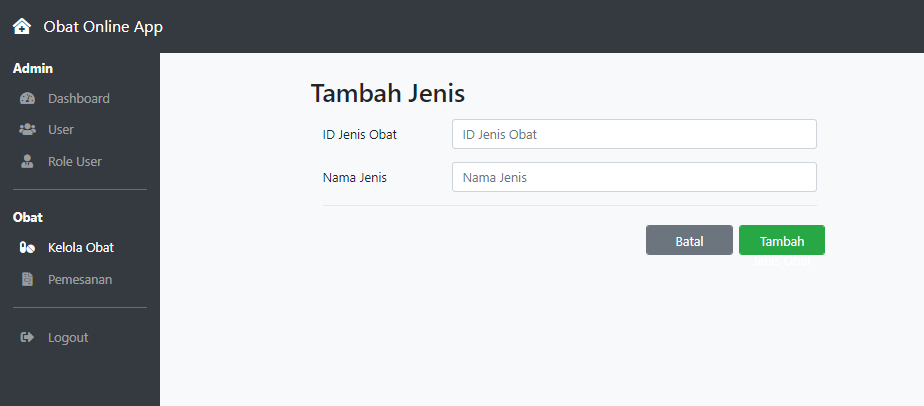 Obat Online App
Admin
Dashboard
User
Role User
Obat
Kelola Obat
Pemesanan
Logout
Tambah Jenis
ID Jenis Obat
ID Jenis Obat
Nama Jenis
Nama Jenis
Batal
Tambah